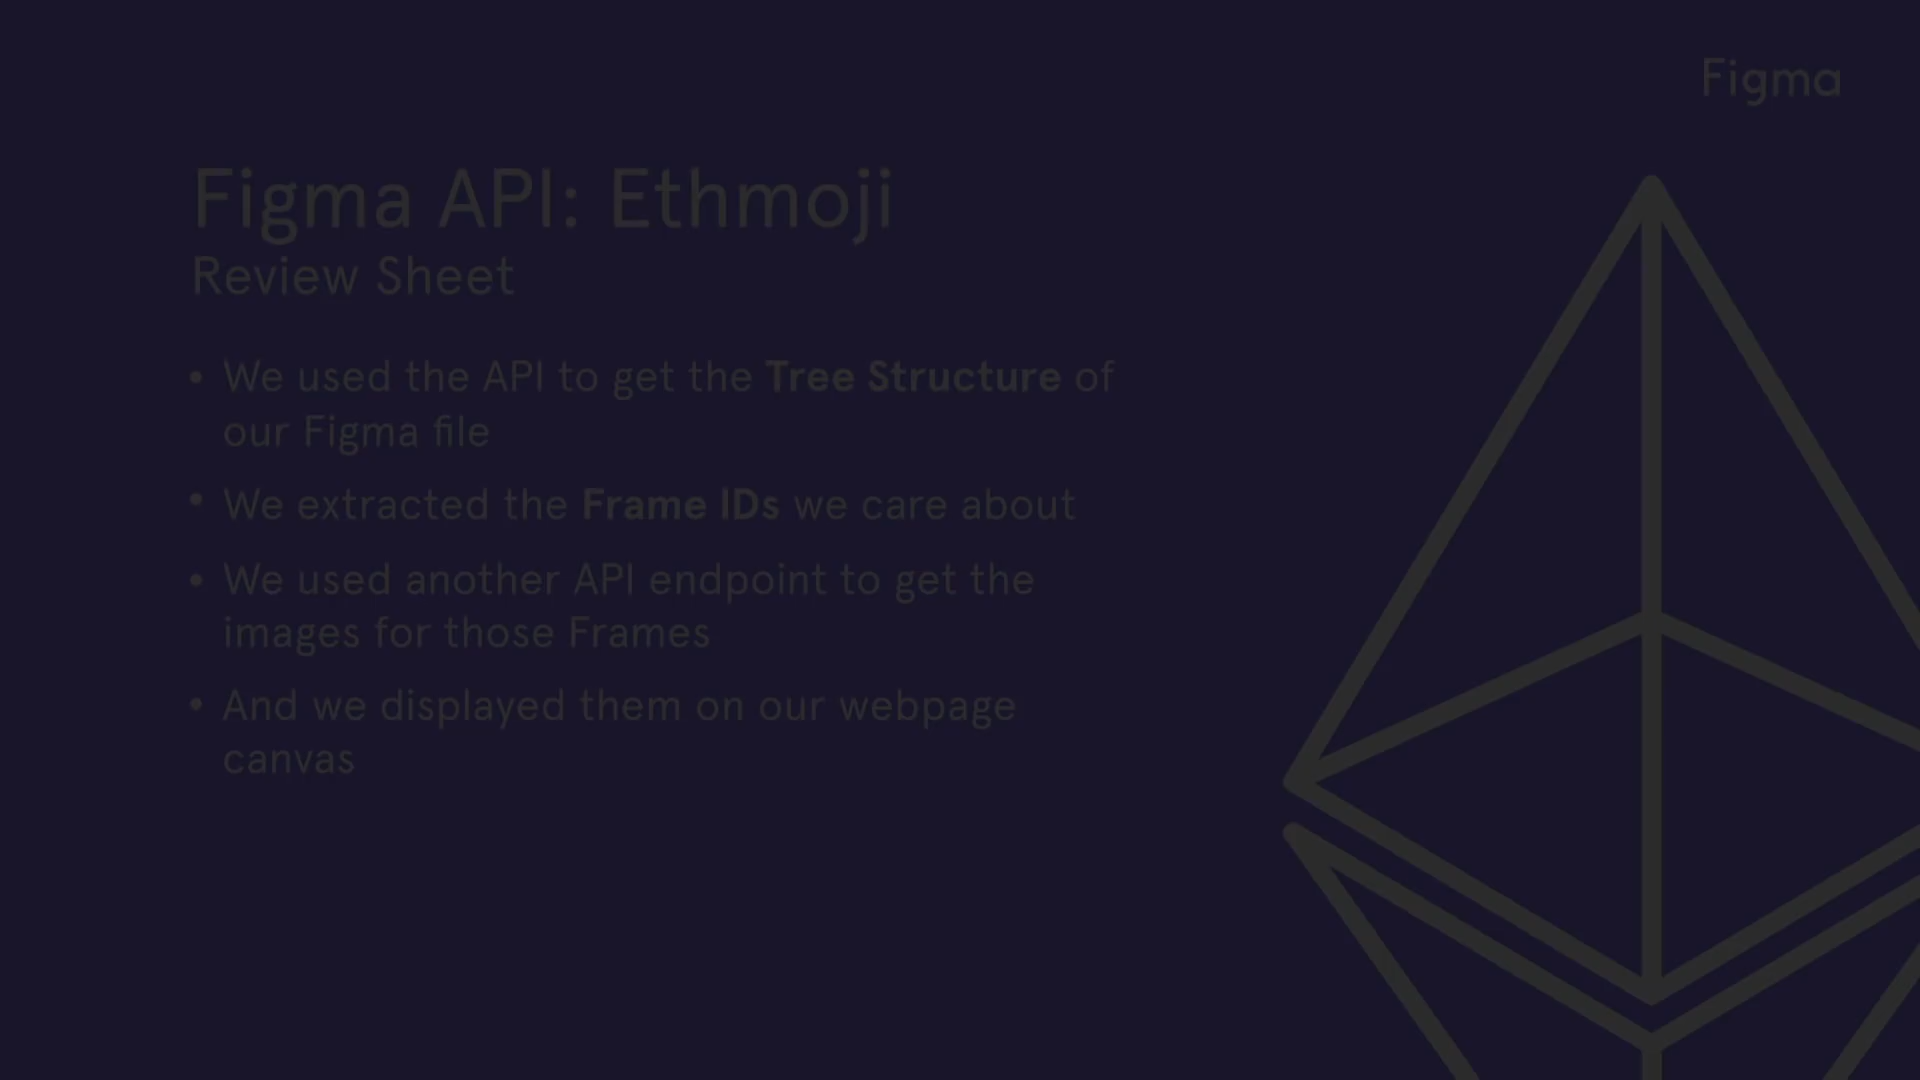 Figma
Figma API: Ethmoji
Review Sheet
• We used the API to get the Tree Structure of
our Figma file
• We extracted the Frame IDs we care about
• We used another API endpoint to get the
images for those Frames
• And we displayed them on our webpage
canvas